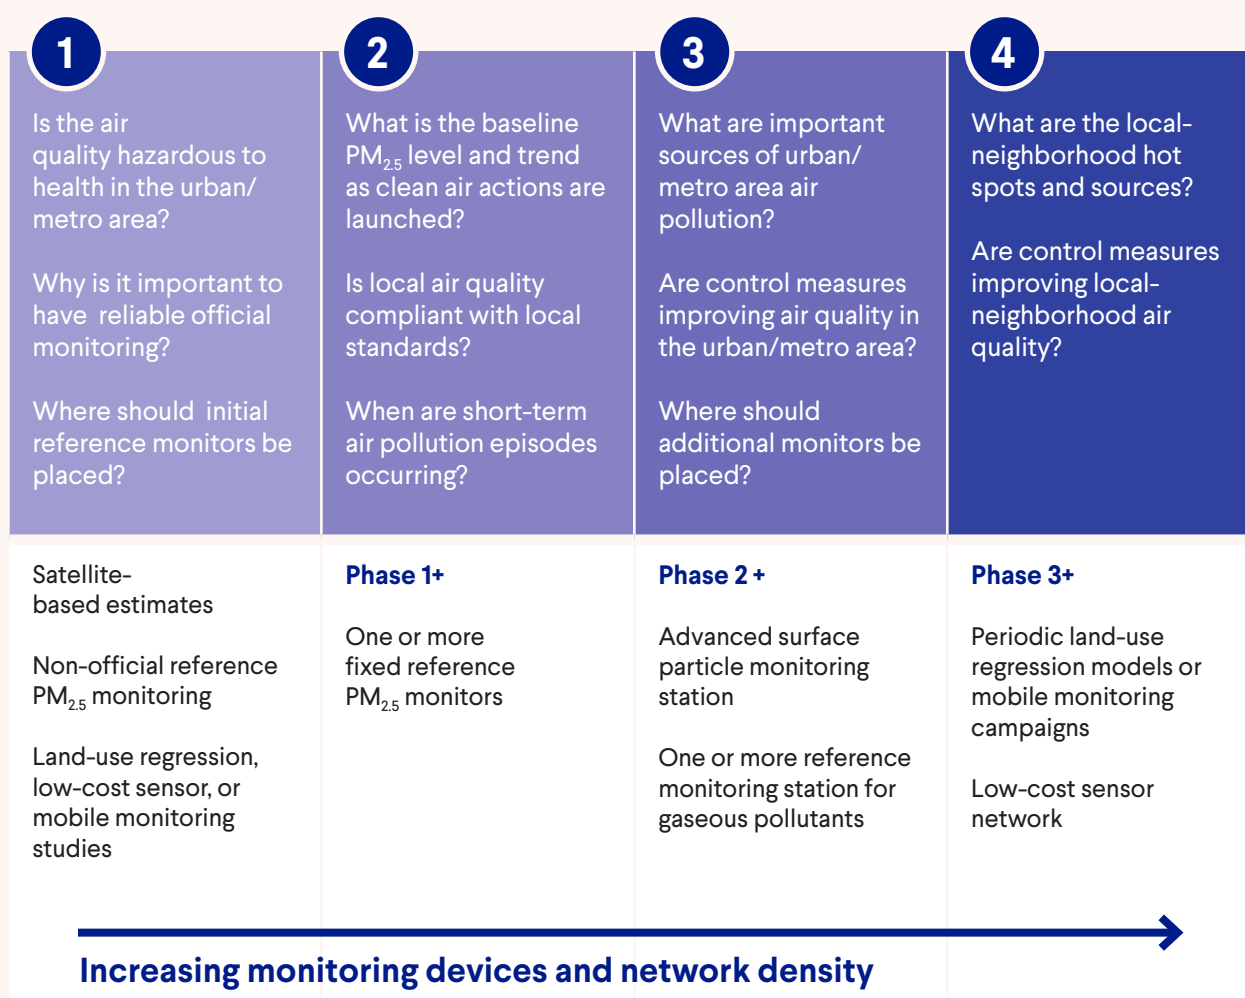 1
Is the air
quality hazardous to
health in the urban/
metro area?
Why is it important to
have reliable official
monitoring?
Where should initial
reference monitors be
placed?
Satellite-
based estimates
Non-official reference
PM2.5 monitoring
Land-use regression,
low-cost sensor, or
mobile monitoring
studies
2
What is the baseline
PM2.5 level and trend
as clean air actions are
launched?
Is local air quality
compliant with local
standards?
When are short-term
air pollution episodes
occurring?
Phase 1+
One or more
fixed reference
PM2.5 monitors
3
What are important
sources of urban/
metro area air
pollution?
Are control measures
improving air quality in
the urban/metro area?
Where should
additional monitors be
placed?
Phase 2 +
Advanced surface
particle monitoring
station
One or more reference
monitoring station for
gaseous pollutants
4
What are the local-
neighborhood hot
spots and sources?
Are control measures
improving local-
neighborhood air
quality?
Phase 3+
Periodic land-use
regression models or
mobile monitoring
campaigns
Low-cost sensor
network
Increasing monitoring devices and network density